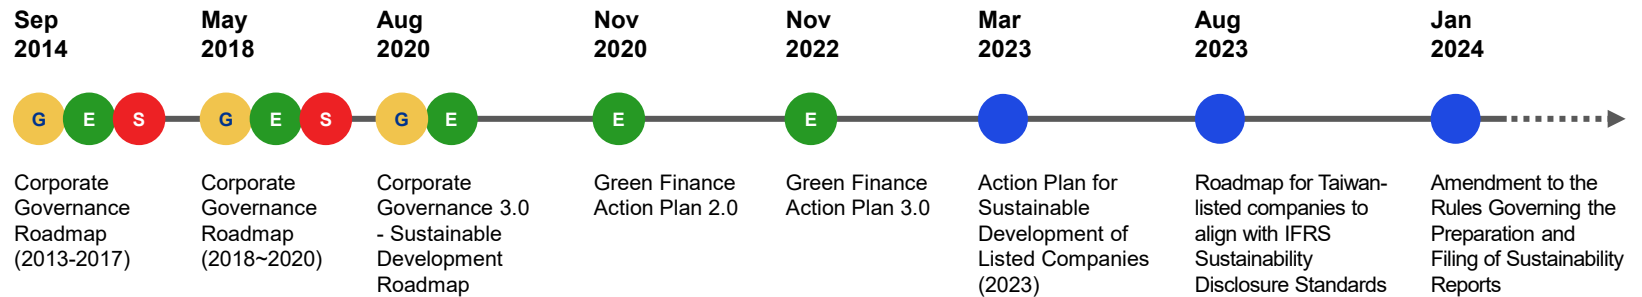 Sep
2014
May
2018
Aug
2020
Nov
2020
Nov
2022
Mar
2023
Aug
2023
Jan
2024
G E S
G E S
G E
E
E
Corporate
Governance
Roadmap
(2013-2017)
Corporate
Governance
Roadmap
(2018~2020)
Corporate
Governance 3.0
- Sustainable
Development
Roadmap
Green Finance
Action Plan 2.0
Green Finance
Action Plan 3.0
Action Plan for
Sustainable
Development of
Listed Companies
(2023)
Roadmap for Taiwan-
listed companies to
align with IFRS
Sustainability
Disclosure Standards
Amendment to the
Rules Governing the
Preparation and
Filing of Sustainability
Reports